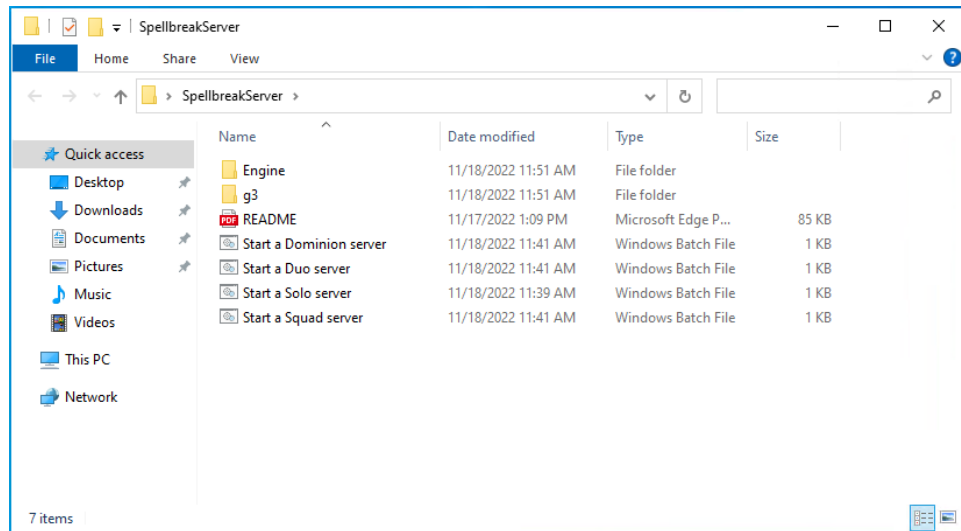 SpellbreakServer
File Home Share View
SpellbreakServer
Name Date modified Type Size
Quick access
Desktop
Downloads
Documents
Pictures
Music
Videos
This PC
Network
Engine 11/18/2022 11:51 AM File folder
g3 11/18/2022 11:51 AM File folder
PDF README 11/17/2022 1:09 PM Microsoft Edge P... 85 KB
Start a Dominion server 11/18/2022 11:41 AM Windows Batch File 1 KB
Start a Duo server 11/18/2022 11:41 AM Windows Batch File 1 KB
Start a Solo server 11/18/2022 11:39 AM Windows Batch File 1 KB
Start a Squad server 11/18/2022 11:41 AM Windows Batch File 1 KB
7 items